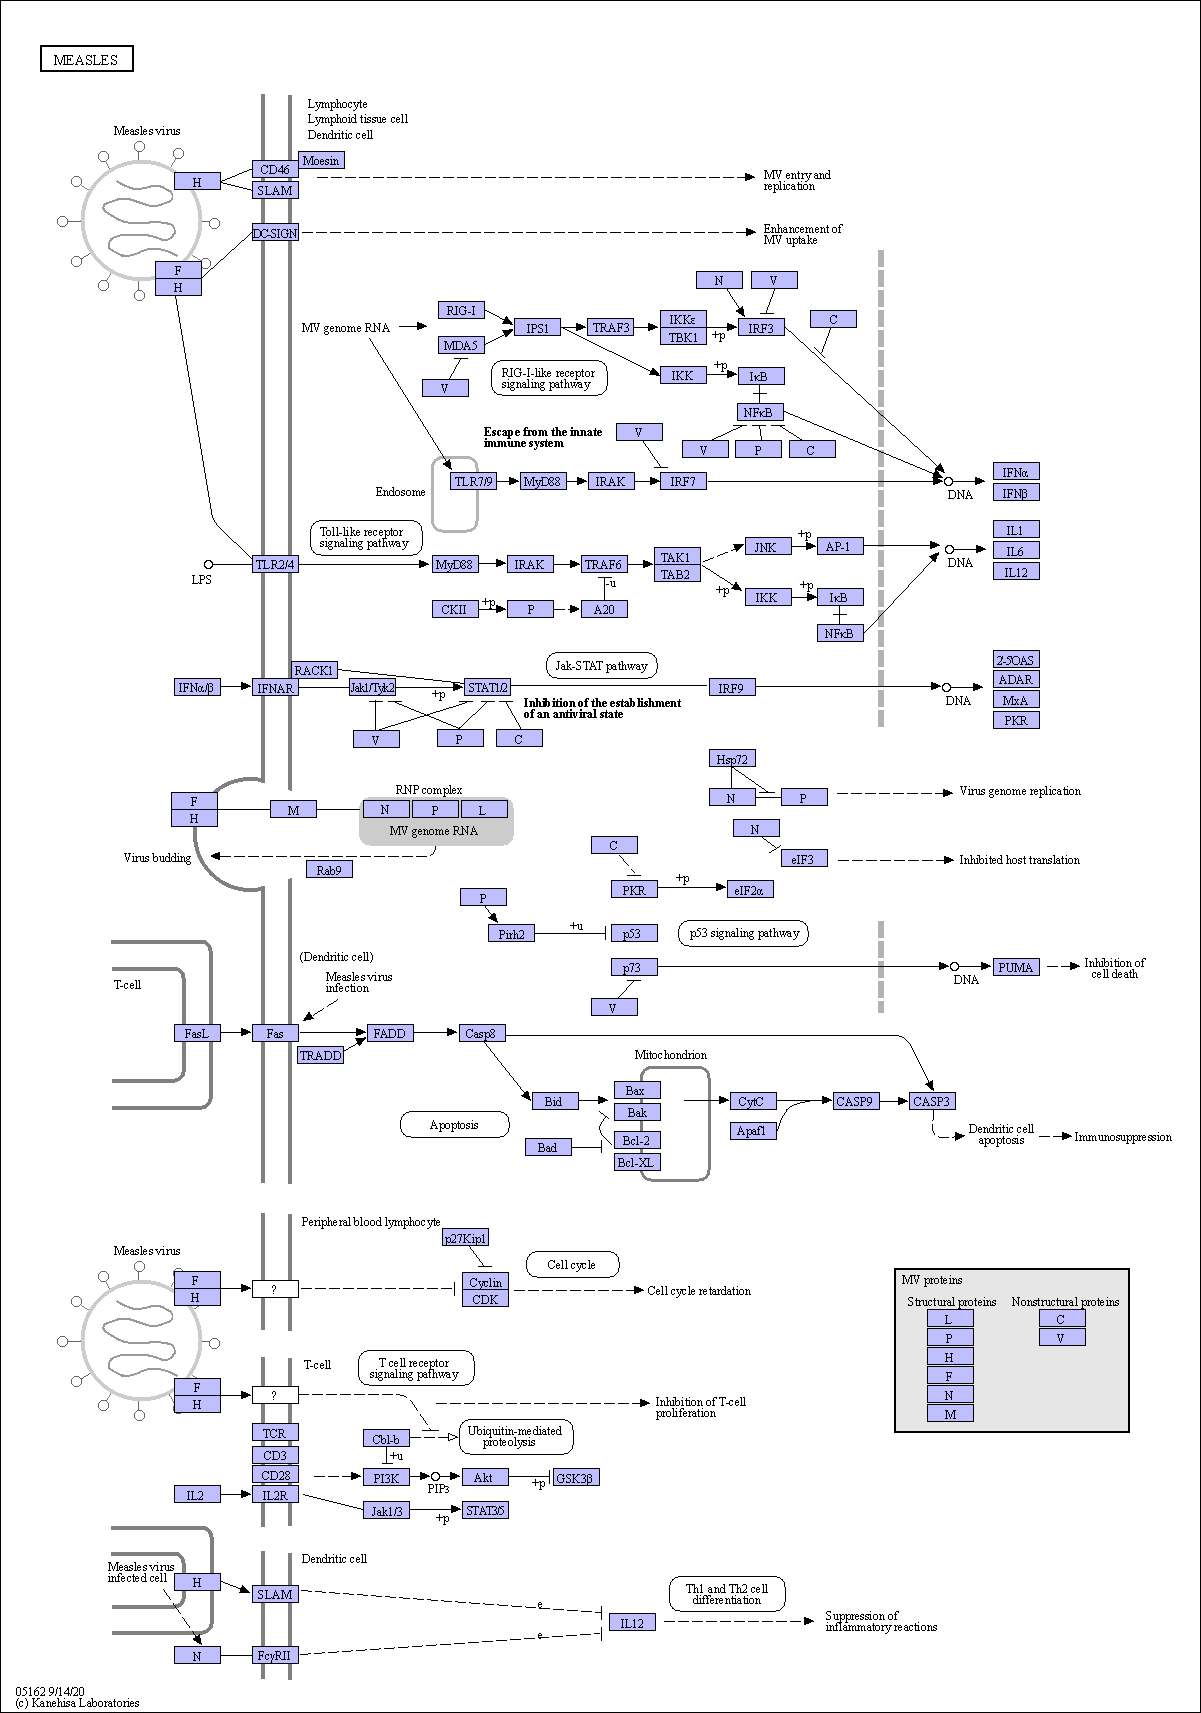 MEASLES
Lymphocyte
Lymphoid tissue cell
Dendritic cell
Measles virus
H
CD46
Moesin
SLAM
MV entry and
replication
DC-SIGN
Enhancement of
MV uptake
F
H
N
V
RIG-I
MV genome RNA
IPS1
TRAF3
IKKε
TBK1
+p
IRF3
C
MDA5
V
RIG-I-like receptor
signaling pathway
IKK
+p
IκB
NFκB
V
P
C
Escape from the innate
immune system
V
Endosome
TLR7/9
MyD88
IRAK
IRF7
DNA
IFNα
IFNβ
Toll-like receptor
signaling pathway
LPS
TLR2/4
MyD88
IRAK
TRAF6
TAK1
TAB2
JNK
+p
AP-1
DNA
IL1
IL6
IL12
-u
+p
IKK
+p
IκB
NFκB
CKII
+p
P
A20
Jak-STAT pathway
IFNα/β
IFNAR
RACK1
Jak1/Tyk2
+p
STAT1/2
IRF9
DNA
2'-5'OAS
ADAR
MxA
PKR
Inhibition of the establishment
of an antiviral state
V
P
C
Hsp72
N
P
Virus genome replication
F
H
M
RNP complex
N
P
L
MV genome RNA
Virus budding
Rab9
N
eIF3
Inhibited host translation
C
PKR
+p
eIF2α
P
Pirh2
+u
p53
p53 signaling pathway
p73
V
DNA
PUMA
Inhibition of
cell death
T-cell
(Dendritic cell)
Measles virus
infection
FasL
Fas
FADD
TRADD
Casp8
Mitochondrion
Bid
Bax
Bak
Bcl-2
Bcl-XL
Bad
Apoptosis
CytC
Apaf1
CASP9
CASP3
Dendritic cell
apoptosis
Immunosuppression
Peripheral blood lymphocyte
Measles virus
F
H
?
p27Kip1
Cyclin
CDK
Cell cycle
Cell cycle retardation
MV proteins
Structural proteins
Nonstructural proteins
L
C
P
V
H
F
N
M
T-cell
T cell receptor
signaling pathway
F
H
?
Inhibition of T-cell
proliferation
TCR
CD3
CD28
IL2
IL2R
Cbl-b
+u
Ubiquitin-mediated
proteolysis
PI3K
PIP3
Akt
+p
GSK3β
Jak1/3
+p
STAT3/5
Dendritic cell
Measles virus
infected cell
H
SLAM
e
N
FcγRII
e
IL12
Th1 and Th2 cell
differentiation
Suppression of
inflammatory reactions
05162 9/14/20
(c) Kanehisa Laboratories